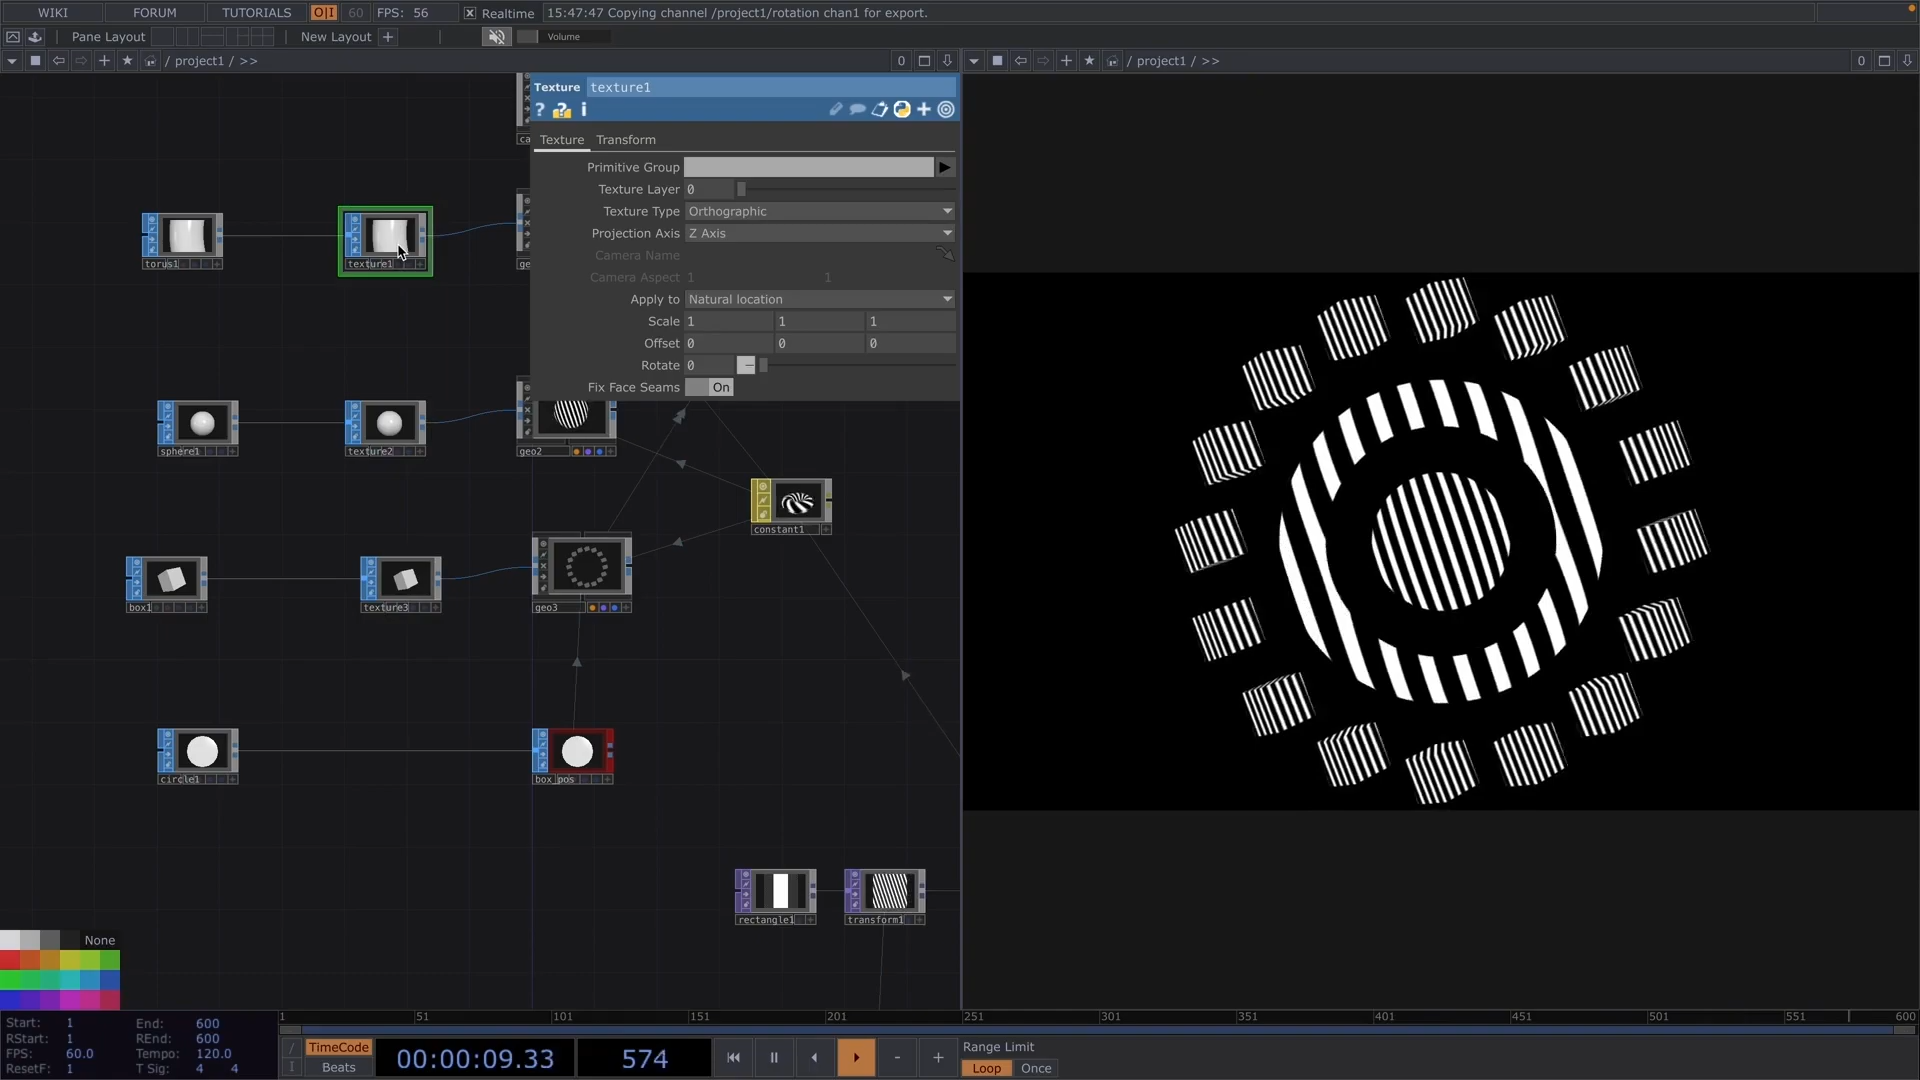 WIKI FORUM TUTORIALS O|I 60 FPS: 56 Realtime 15:47:47 Copying channel /project1/rotation chan1 for export.
Pane Layout New Layout + Volume
/ project1 / >> 0 / project1 / >> 0
Texture texture1
? ? i
Texture Transform
Primitive Group
Texture Layer 0
Texture Type Orthographic
Projection Axis Z Axis
Camera Name
Camera Aspect 1 1
Apply to Natural location
Scale 1 1 1
Offset 0 0 0
Rotate 0
Fix Face Seams On
ca
torus1 texture1 ge
sphere1 texture2 geo2
constant1
box1 texture3 geo3
circle1 box_pos
rectangle1 transform1
None
1 51 101 151 201 251 301 351 401 451 501 551 600
Start: 1 End: 600
RStart: 1 REnd: 600
FPS: 60.0 Tempo: 120.0
ResetF: 1 T Sig: 4 4
TimeCode
Beats
00:00:09.33 574 - +
Range Limit
Loop Once